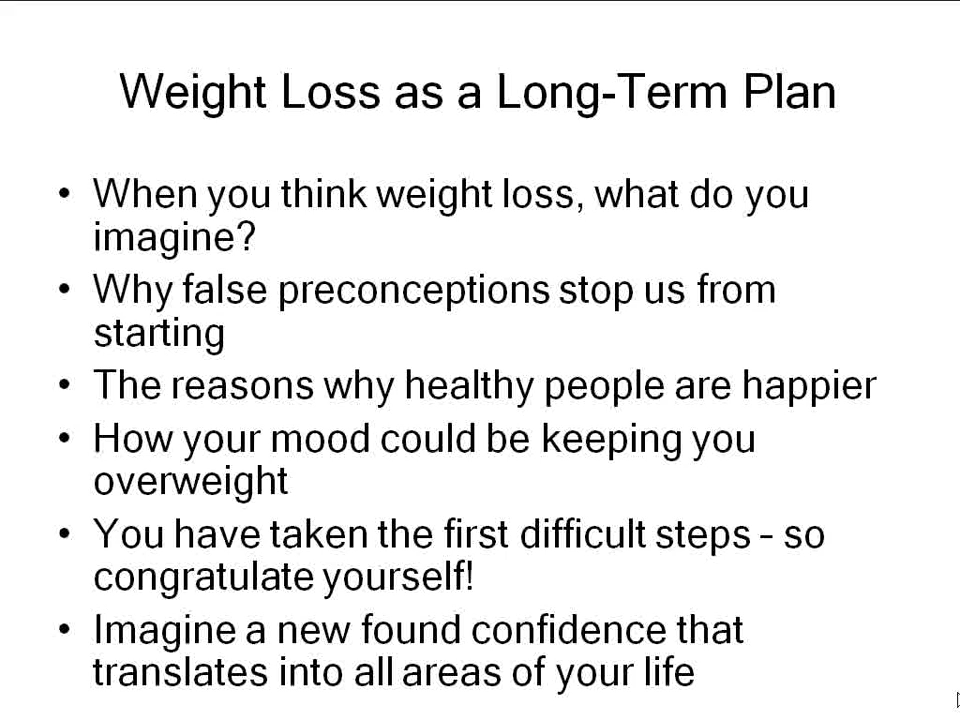 Weight Loss as a Long-Term Plan
• When you think weight loss, what do you
imagine?
• Why false preconceptions stop us from
starting
• The reasons why healthy people are happier
• How your mood could be keeping you
overweight
• You have taken the first difficult steps – so
congratulate yourself!
• Imagine a new found confidence that
translates into all areas of your life